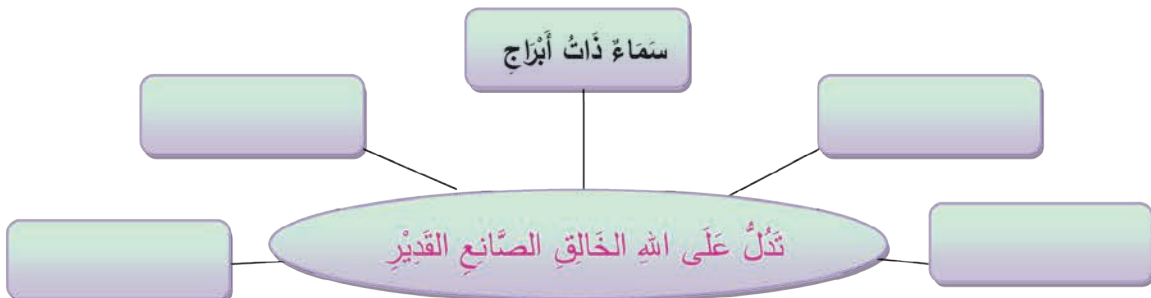 سَمَاءٌ ذَاتُ أَبْرَاجِ
تَدُلُّ عَلَى اللهِ الخَالِقِ الصَّانِعِ القَدِيْرِ